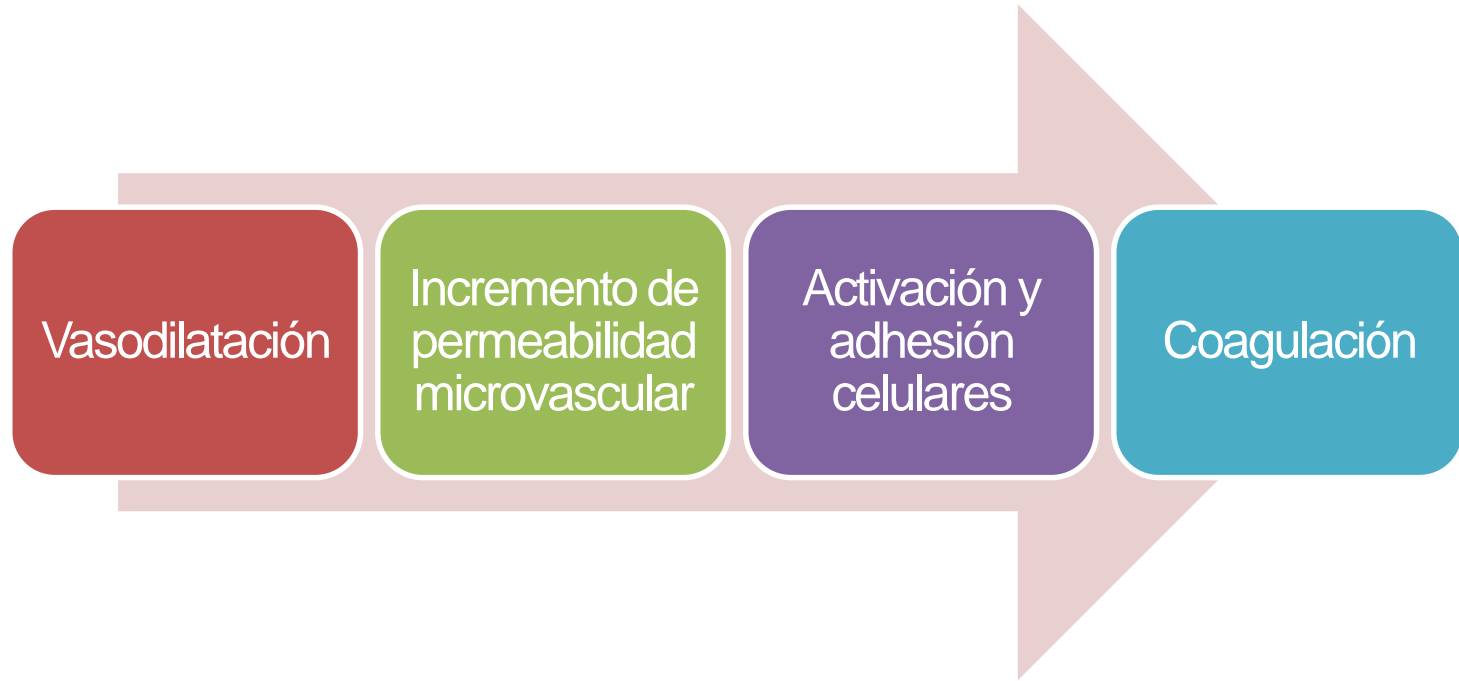 Vasodilatación
Incremento de
permeabilidad
microvascular
Activación y
adhesión
celulares
Coagulación